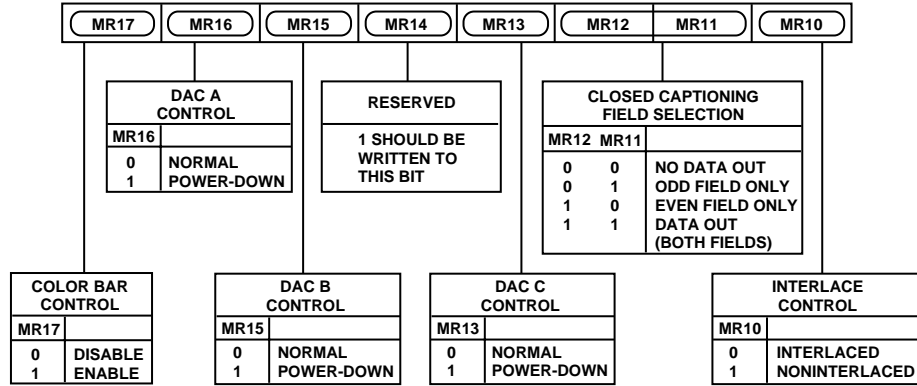 MR17 MR16 MR15 MR14 MR13 MR12 MR11 MR10
DAC A
CONTROL
MR16
0 NORMAL
1 POWER-DOWN
RESERVED
1 SHOULD BE
WRITTEN TO
THIS BIT
CLOSED CAPTIONING
FIELD SELECTION
MR12 MR11
0 0 NO DATA OUT
0 1 ODD FIELD ONLY
1 0 EVEN FIELD ONLY
1 1 DATA OUT
(BOTH FIELDS)
COLOR BAR
CONTROL
MR17
0 DISABLE
1 ENABLE
DAC B
CONTROL
MR15
0 NORMAL
1 POWER-DOWN
DAC C
CONTROL
MR13
0 NORMAL
1 POWER-DOWN
INTERLACE
CONTROL
MR10
0 INTERLACED
1 NONINTERLACED